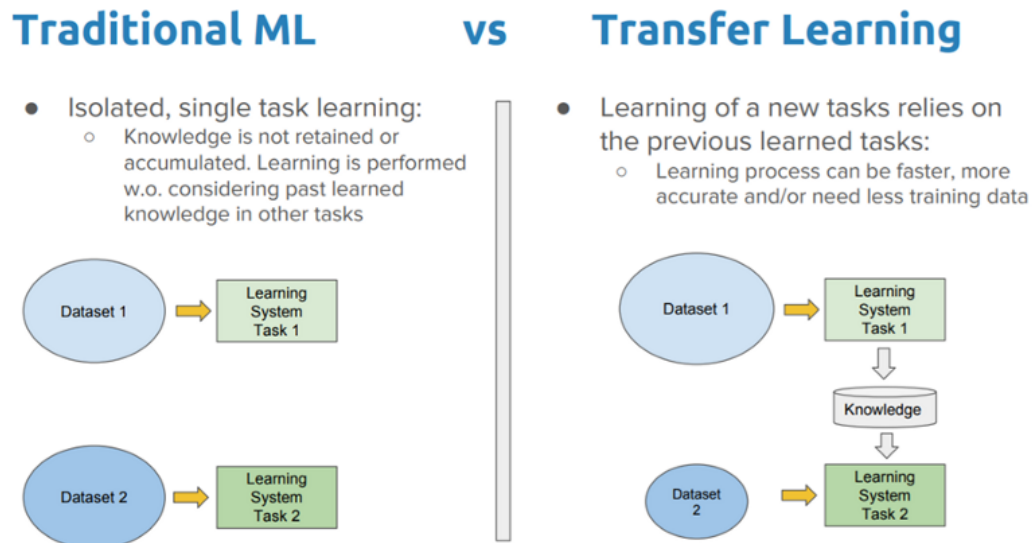 Traditional ML vs Transfer Learning
● Isolated, single task learning:
○ Knowledge is not retained or
accumulated. Learning is performed
w.o. considering past learned
knowledge in other tasks
Dataset 1
Learning
System
Task 1
Dataset 2
Learning
System
Task 2
● Learning of a new tasks relies on
the previous learned tasks:
○ Learning process can be faster, more
accurate and/or need less training data
Dataset 1
Learning
System
Task 1
Knowledge
Dataset
2
Learning
System
Task 2